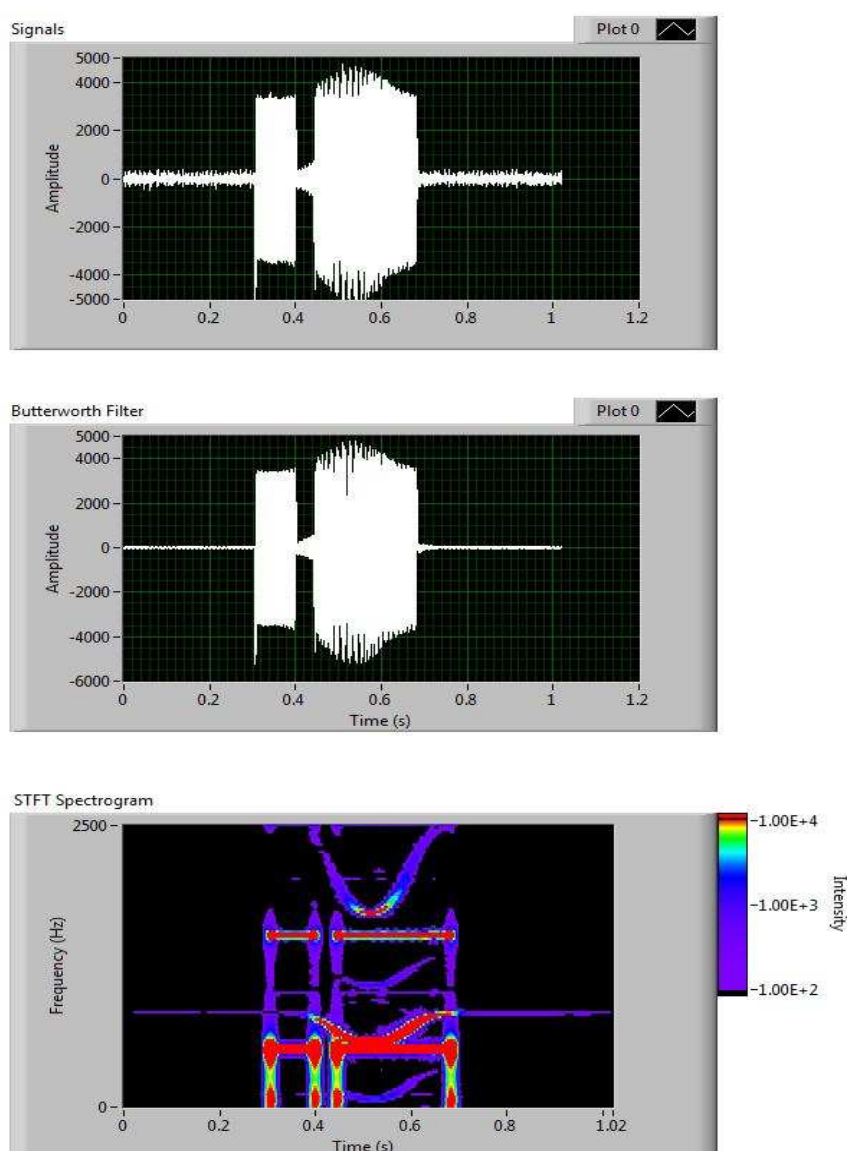 Signals
Plot 0
5000
4000
2000
0
-2000
-4000
-5000
Amplitude
0 0.2 0.4 0.6 0.8 1 1.2
Butterworth Filter
Plot 0
5000
4000
2000
0
-2000
-4000
-6000
Amplitude
0 0.2 0.4 0.6 0.8 1 1.2
Time (s)
STFT Spectrogram
2500
0
Frequency (Hz)
0 0.2 0.4 0.6 0.8 1.02
Time (s)
-1.00E+4
-1.00E+3
-1.00E+2
Intensity